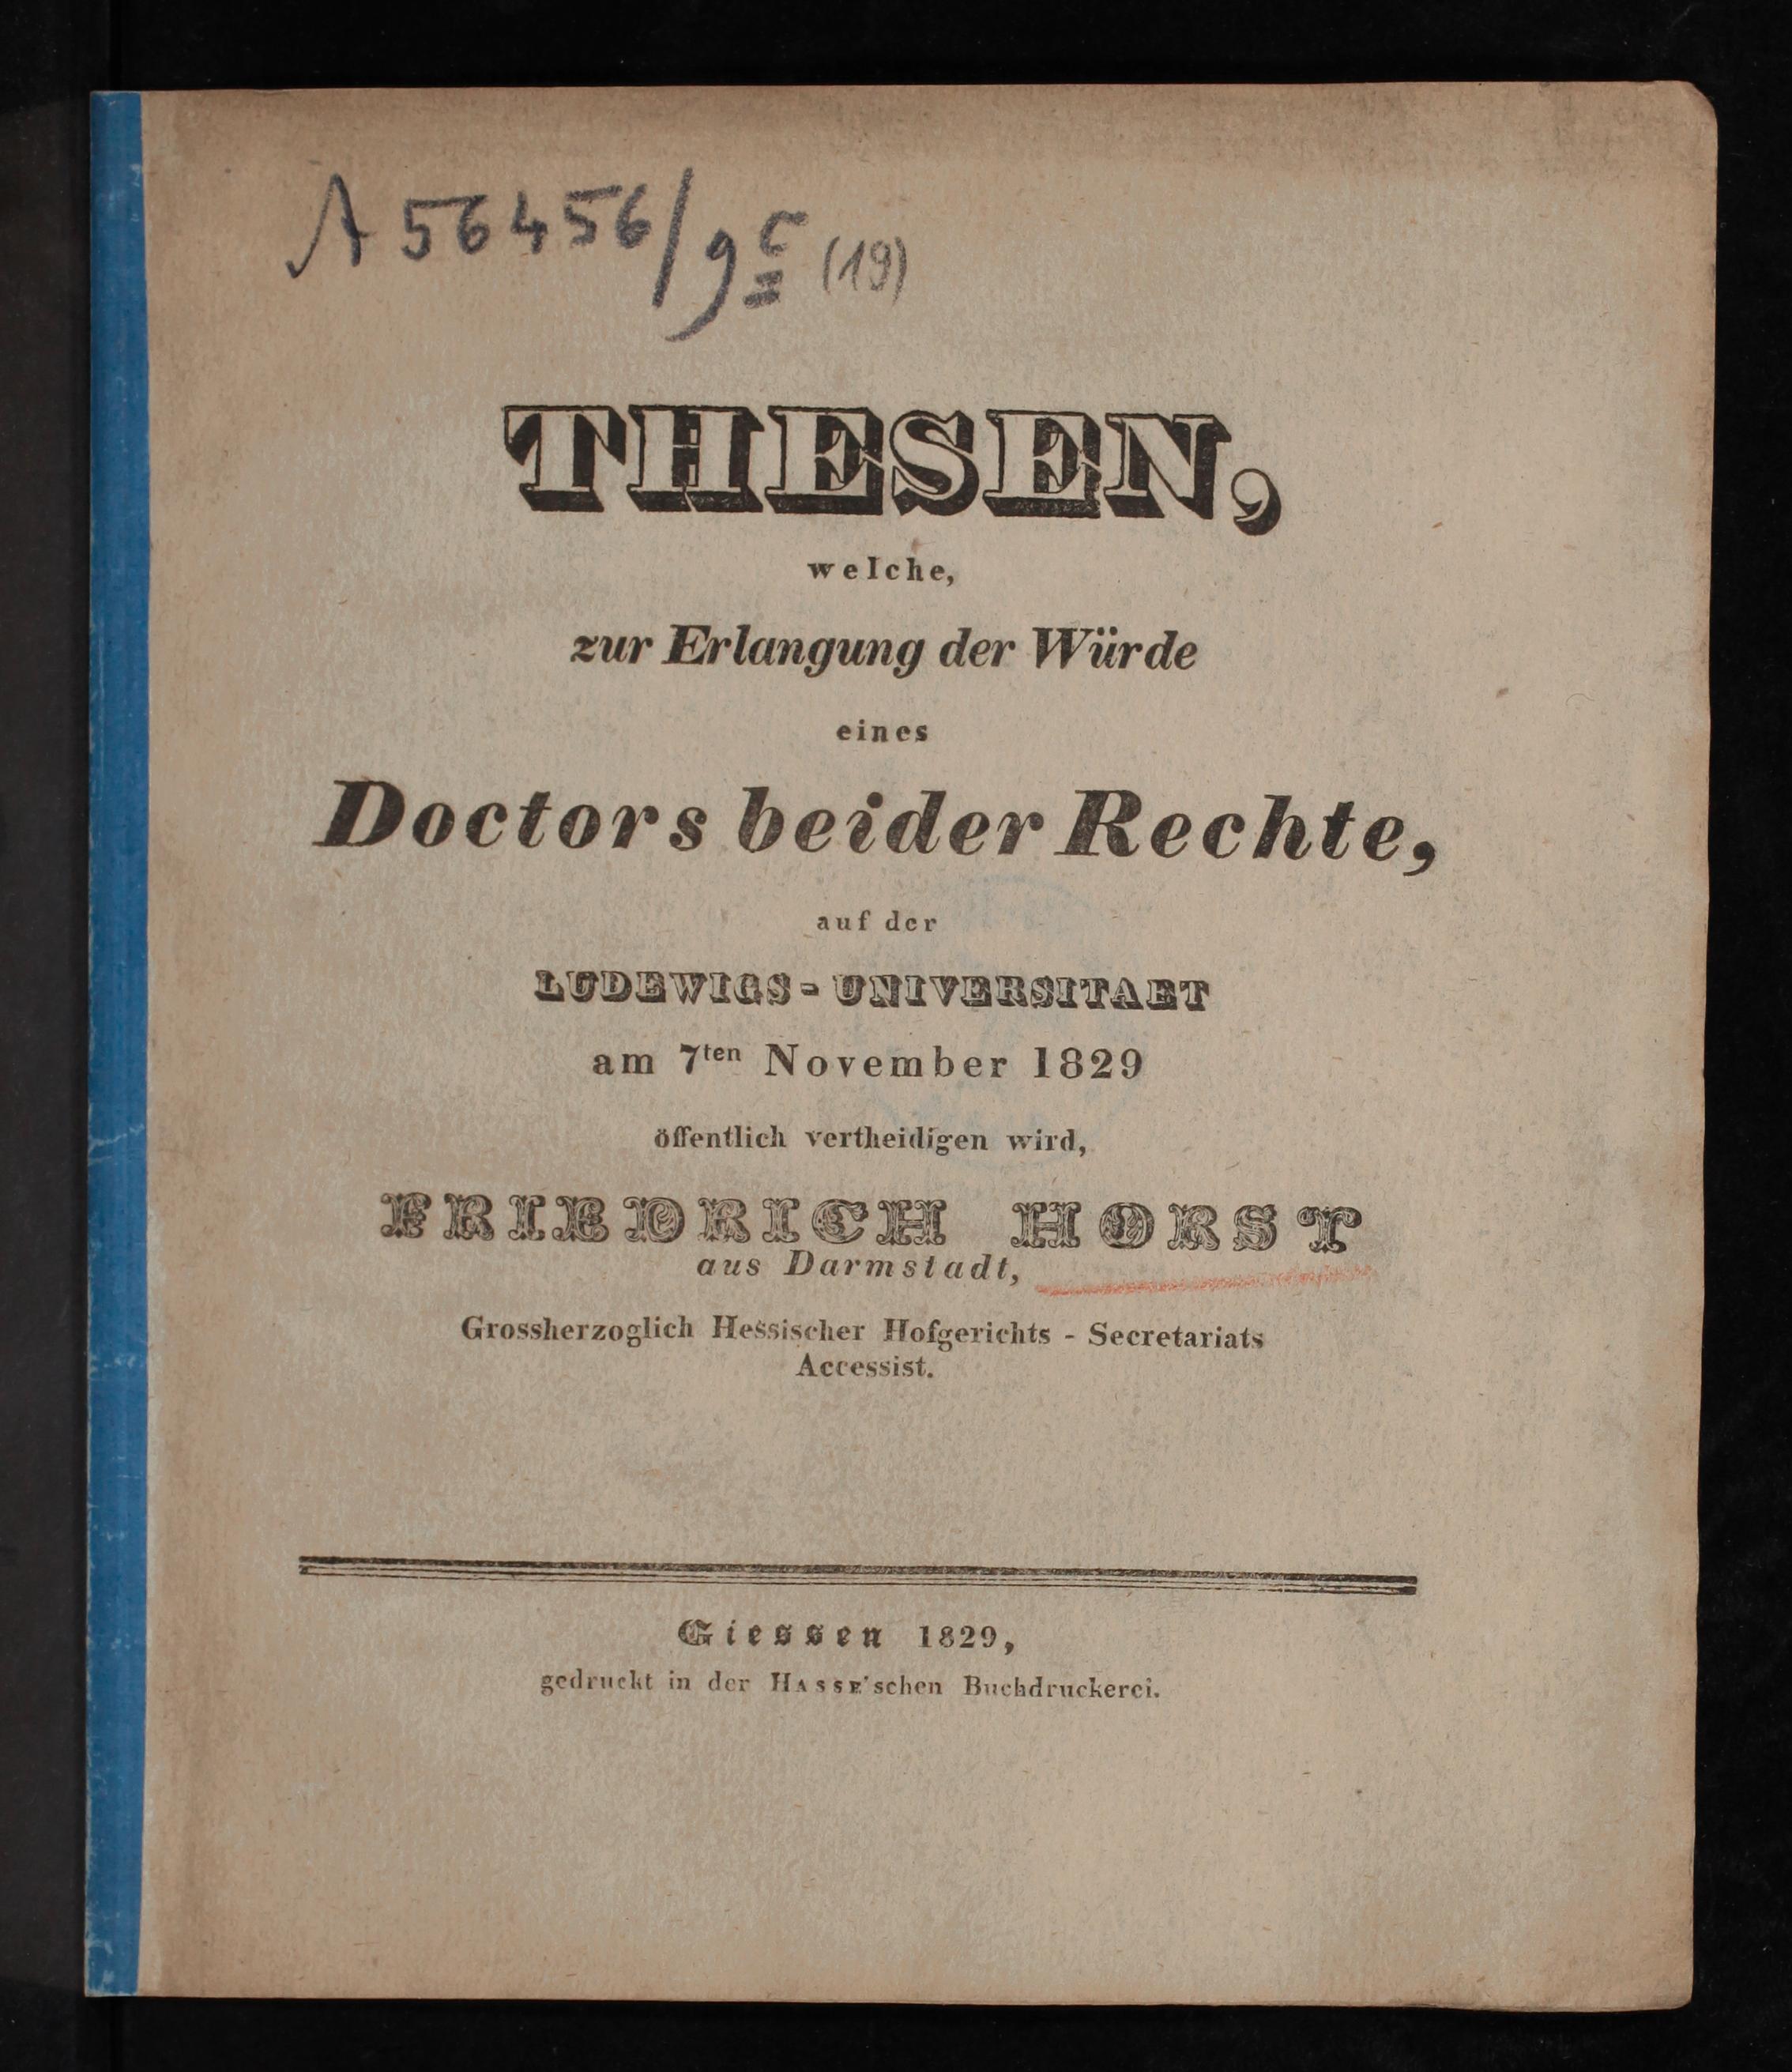 A 56456/9 c (19)
THESEN,
welche,
zur Erlangung der Würde
eines
Doctors beider Rechte,
auf der
LUDEWIGS-UNIVERSITAET
am 7ten November 1829
öffentlich vertheidigen wird,
FRIEDRICH HORST
aus Darmstadt,
Grossherzoglich Hessischer Hofgerichts - Secretariats
Accessist.
Giessen 1829,
gedruckt in der HASSE'schen Buchdruckerei.